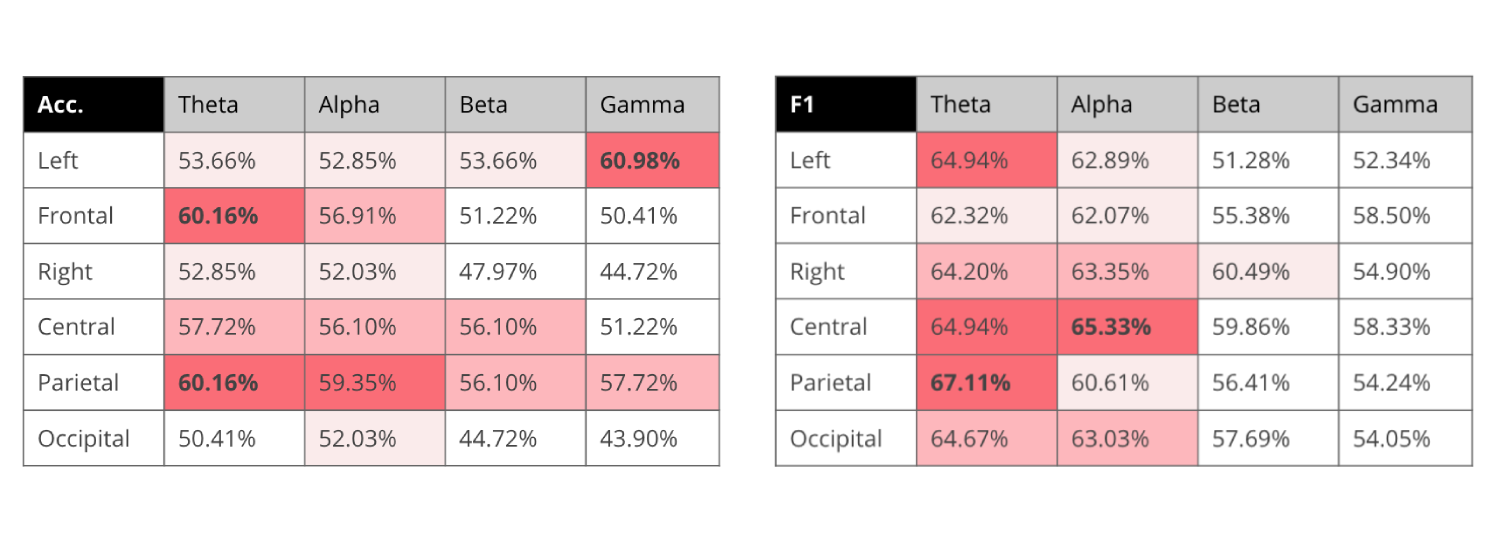 Acc. Theta Alpha Beta Gamma
Left 53.66% 52.85% 53.66% 60.98%
Frontal 60.16% 56.91% 51.22% 50.41%
Right 52.85% 52.03% 47.97% 44.72%
Central 57.72% 56.10% 56.10% 51.22%
Parietal 60.16% 59.35% 56.10% 57.72%
Occipital 50.41% 52.03% 44.72% 43.90%
F1 Theta Alpha Beta Gamma
Left 64.94% 62.89% 51.28% 52.34%
Frontal 62.32% 62.07% 55.38% 58.50%
Right 64.20% 63.35% 60.49% 54.90%
Central 64.94% 65.33% 59.86% 58.33%
Parietal 67.11% 60.61% 56.41% 54.24%
Occipital 64.67% 63.03% 57.69% 54.05%